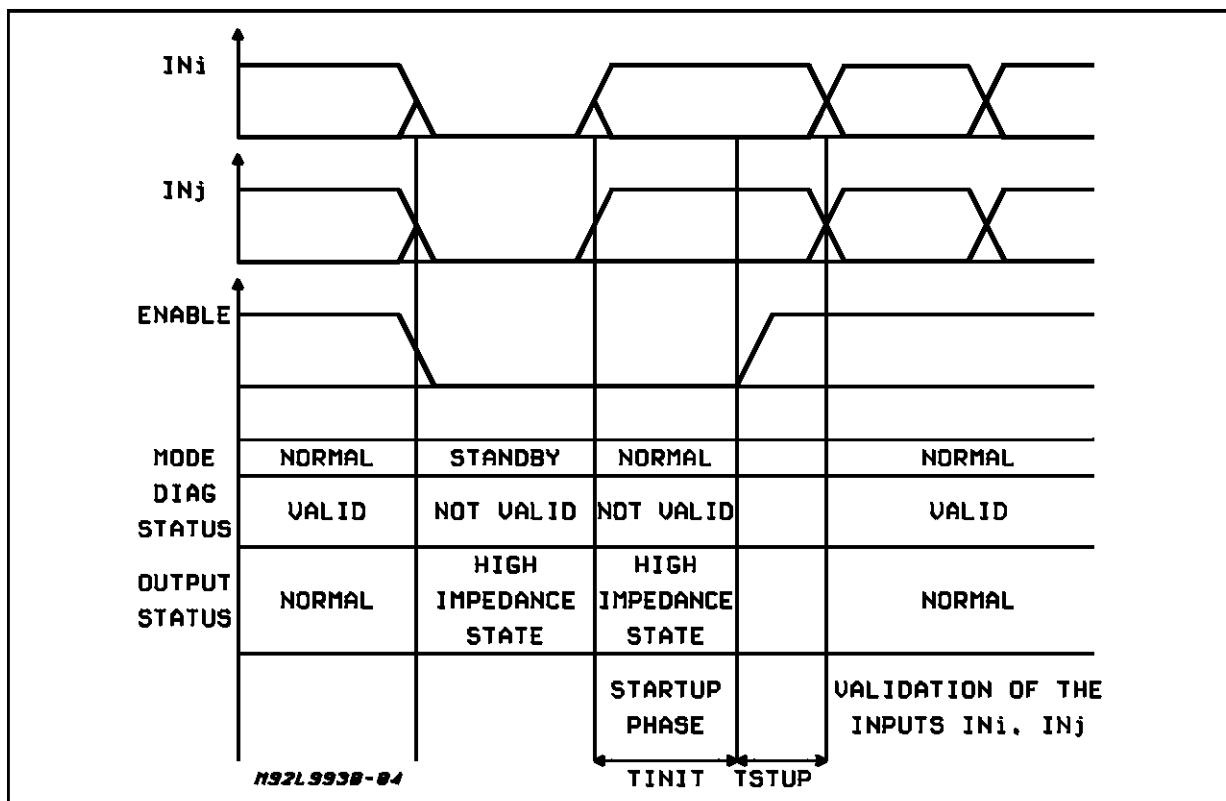 INi
INj
ENABLE
MODE NORMAL STANDBY NORMAL NORMAL
DIAG
STATUS
VALID NOT VALID NOT VALID VALID
OUTPUT
STATUS
NORMAL
HIGH
IMPEDANCE
STATE
HIGH
IMPEDANCE
STATE
NORMAL
STARTUP
PHASE
VALIDATION OF THE
INPUTS INi, INj
M92L993B-04
TINIT TSTUP